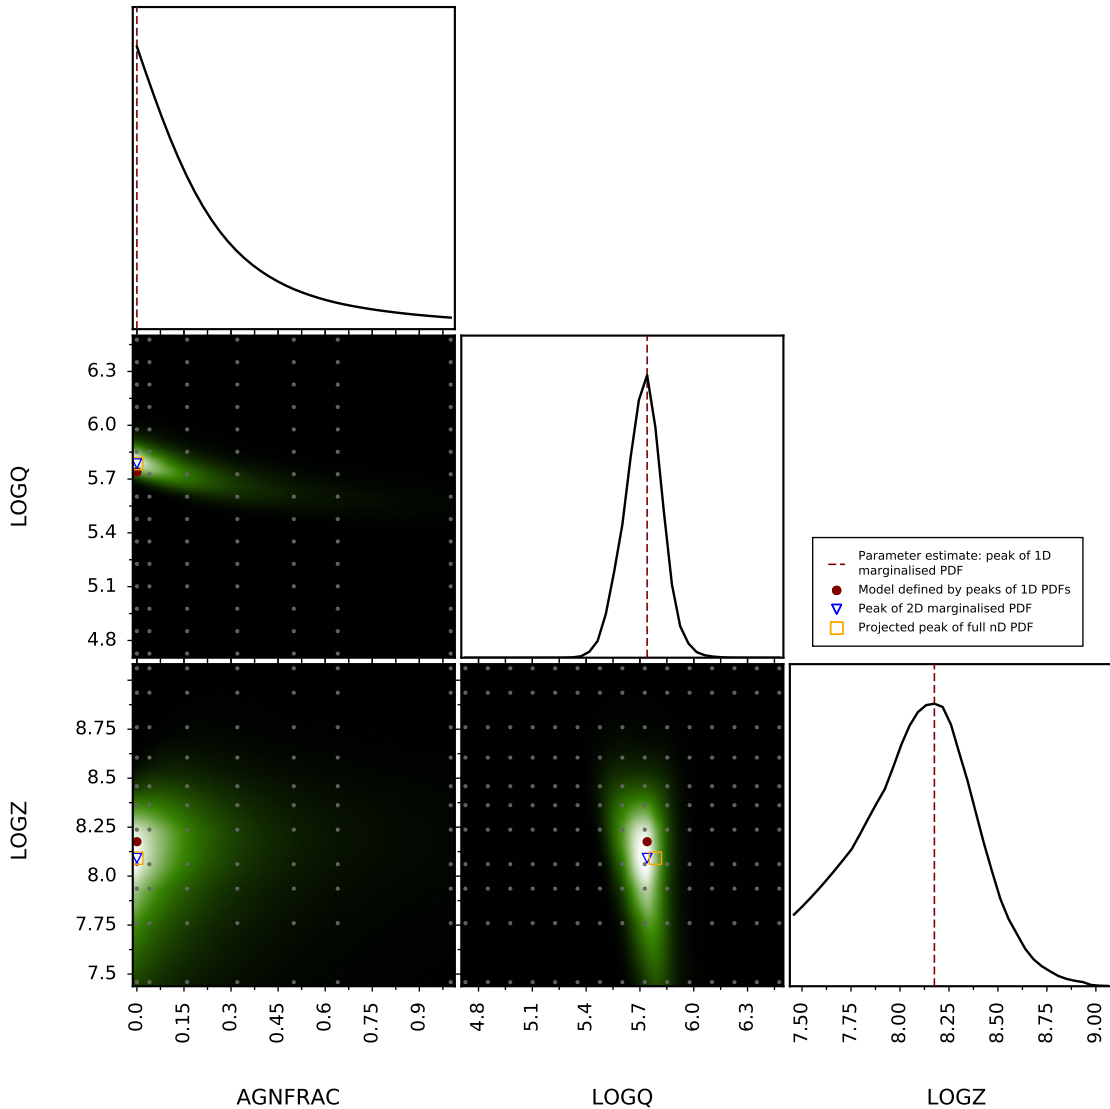 LOGQ
6.3
6.0
5.7
5.4
5.1
4.8
Parameter estimate: peak of 1D
marginalised PDF
Model defined by peaks of 1D PDFs
Peak of 2D marginalised PDF
Projected peak of full nD PDF
LOGZ
8.75
8.5
8.25
8.0
7.75
7.5
0.0 0.15 0.3 0.45 0.6 0.75 0.9
4.8 5.1 5.4 5.7 6.0 6.3
7.50 7.75 8.00 8.25 8.50 8.75 9.00
AGNFRAC LOGQ LOGZ